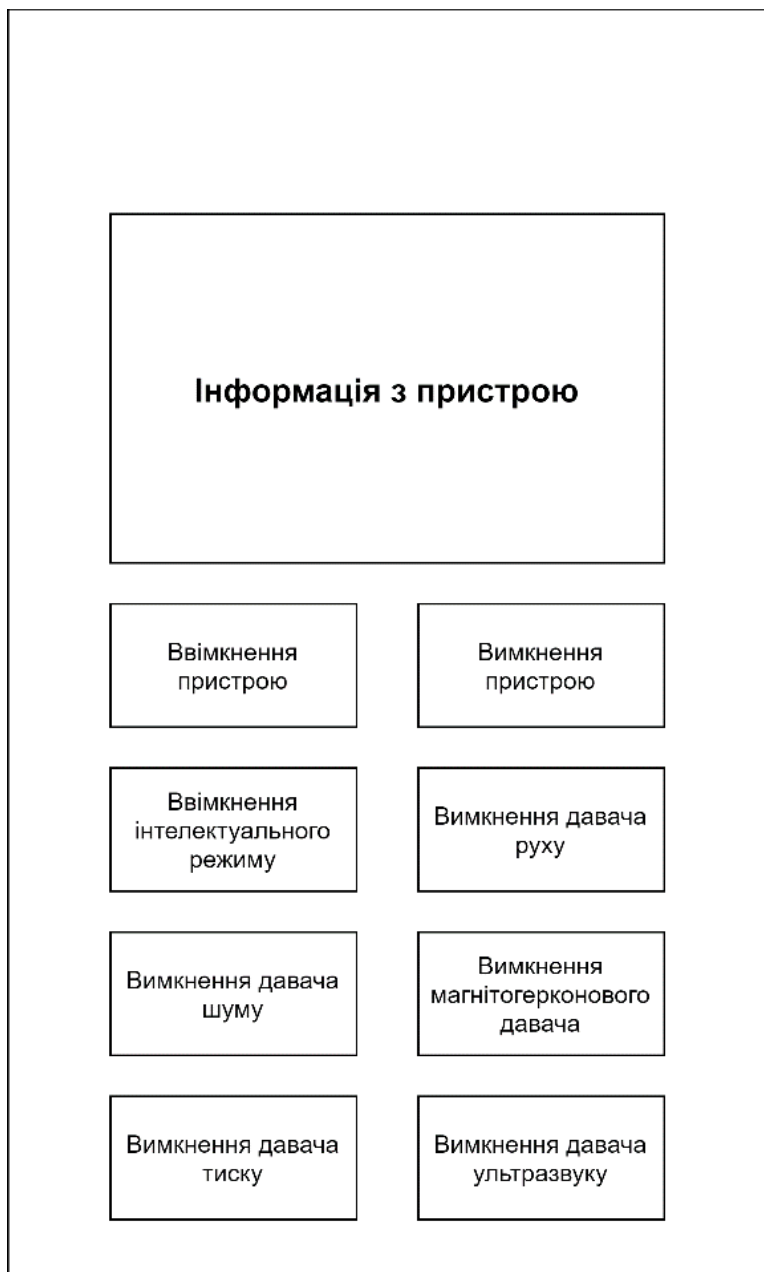 Інформація з пристрою
Ввімкнення
пристрою
Вимкнення
пристрою
Ввімкнення
інтелектуального
режиму
Вимкнення давача
руху
Вимкнення давача
шуму
Вимкнення
магнітогерконового
давача
Вимкнення давача
тиску
Вимкнення давача
ультразвуку